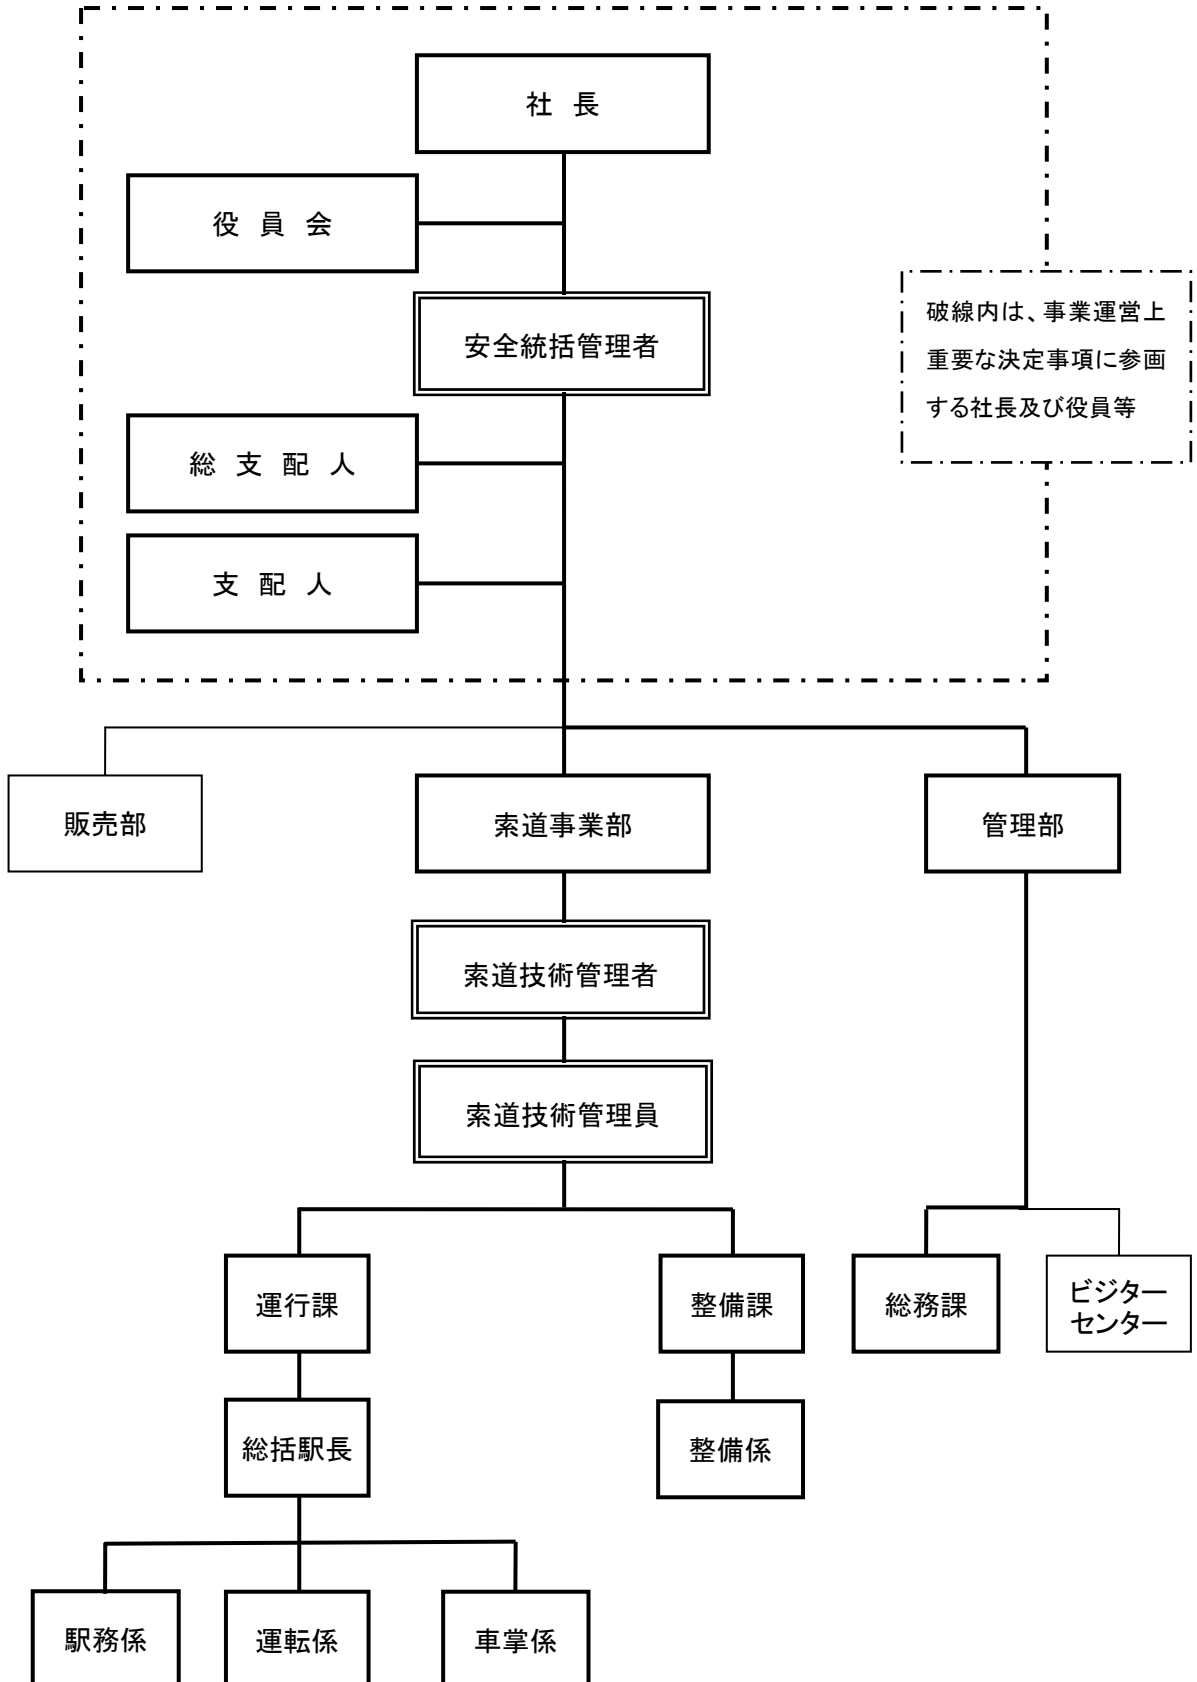 社 長
役 員 会
安全統括管理者
破線内は、事業運営上
重要な決定事項に参画
する社長及び役員等
総 支 配 人
支 配 人
販売部
索道事業部
管理部
索道技術管理者
索道技術管理員
運行課
整備課
総務課
ビジター
センター
総括駅長
整備係
駅務係
運転係
車掌係